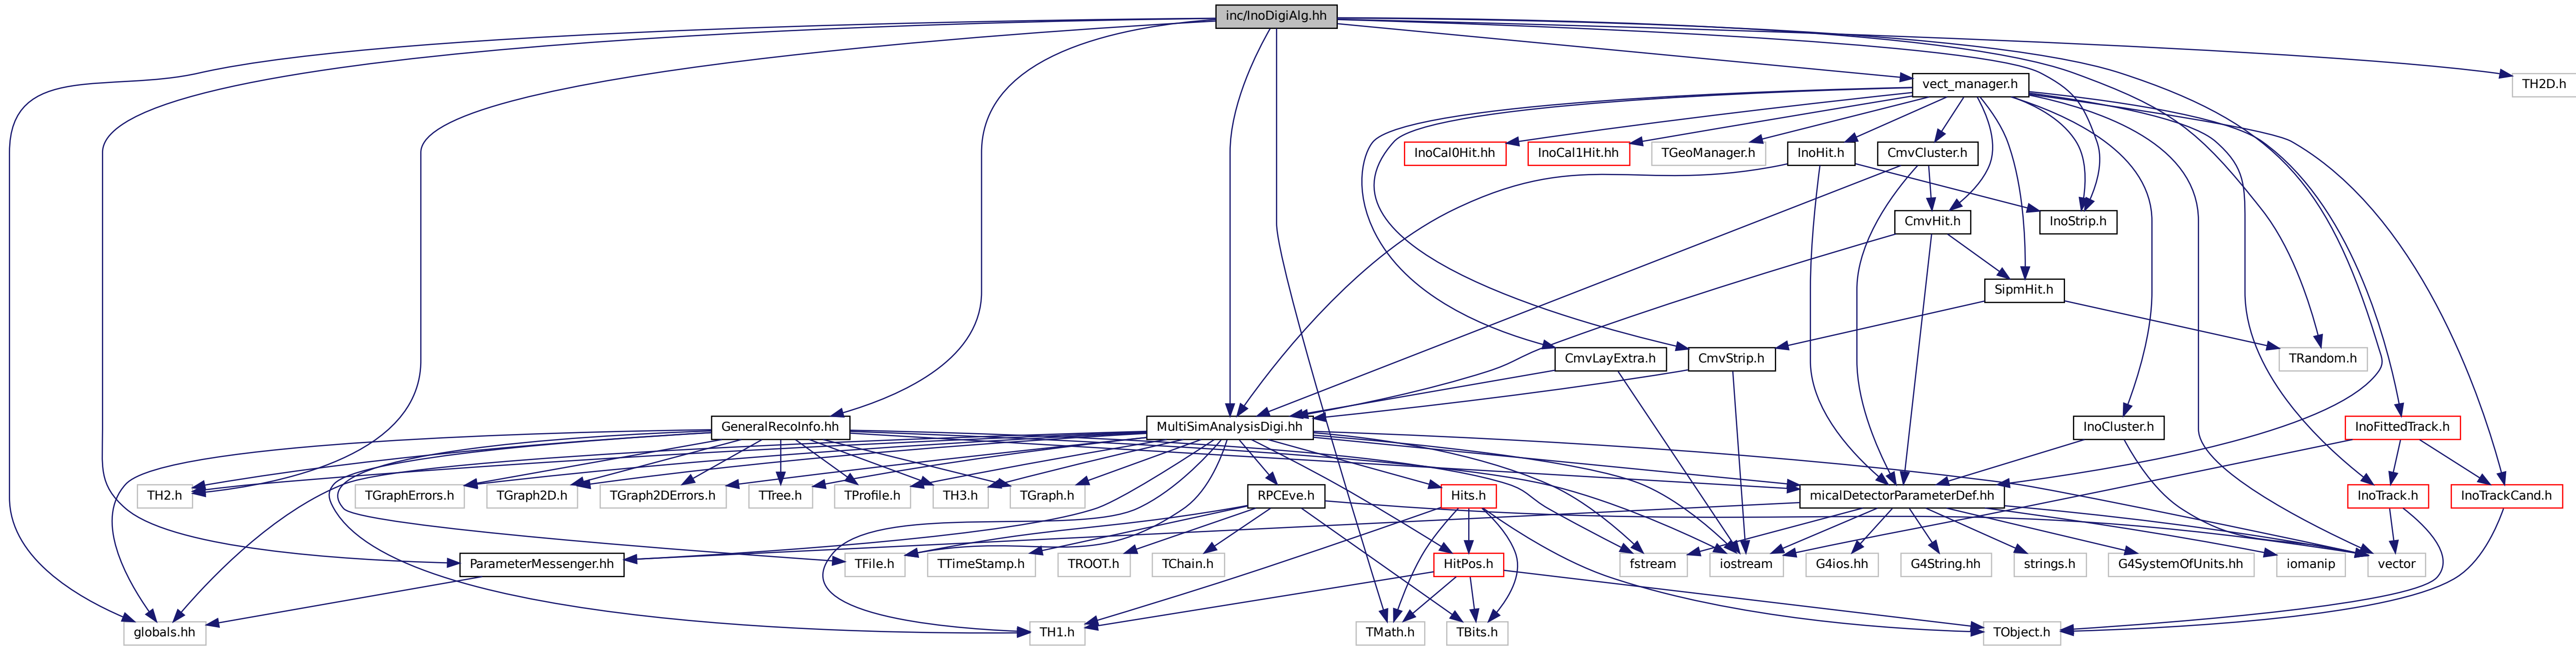 inc/InoDigiAlg.hh
vect_manager.h
TH2D.h
InoCal0Hit.hh
InoCal1Hit.hh
TGeoManager.h
InoHit.h
CmvCluster.h
CmvHit.h
InoStrip.h
SipmHit.h
CmvLayExtra.h
CmvStrip.h
TRandom.h
GeneralRecoInfo.hh
MultiSimAnalysisDigi.hh
InoCluster.h
InoFittedTrack.h
TH2.h
TGraphErrors.h
TGraph2D.h
TGraph2DErrors.h
TTree.h
TProfile.h
TH3.h
TGraph.h
RPCEve.h
Hits.h
micalDetectorParameterDef.hh
InoTrack.h
InoTrackCand.h
ParameterMessenger.hh
TFile.h
TTimeStamp.h
TROOT.h
TChain.h
HitPos.h
fstream
iostream
G4ios.hh
G4String.hh
strings.h
G4SystemOfUnits.hh
iomanip
vector
globals.hh
TH1.h
TMath.h
TBits.h
TObject.h